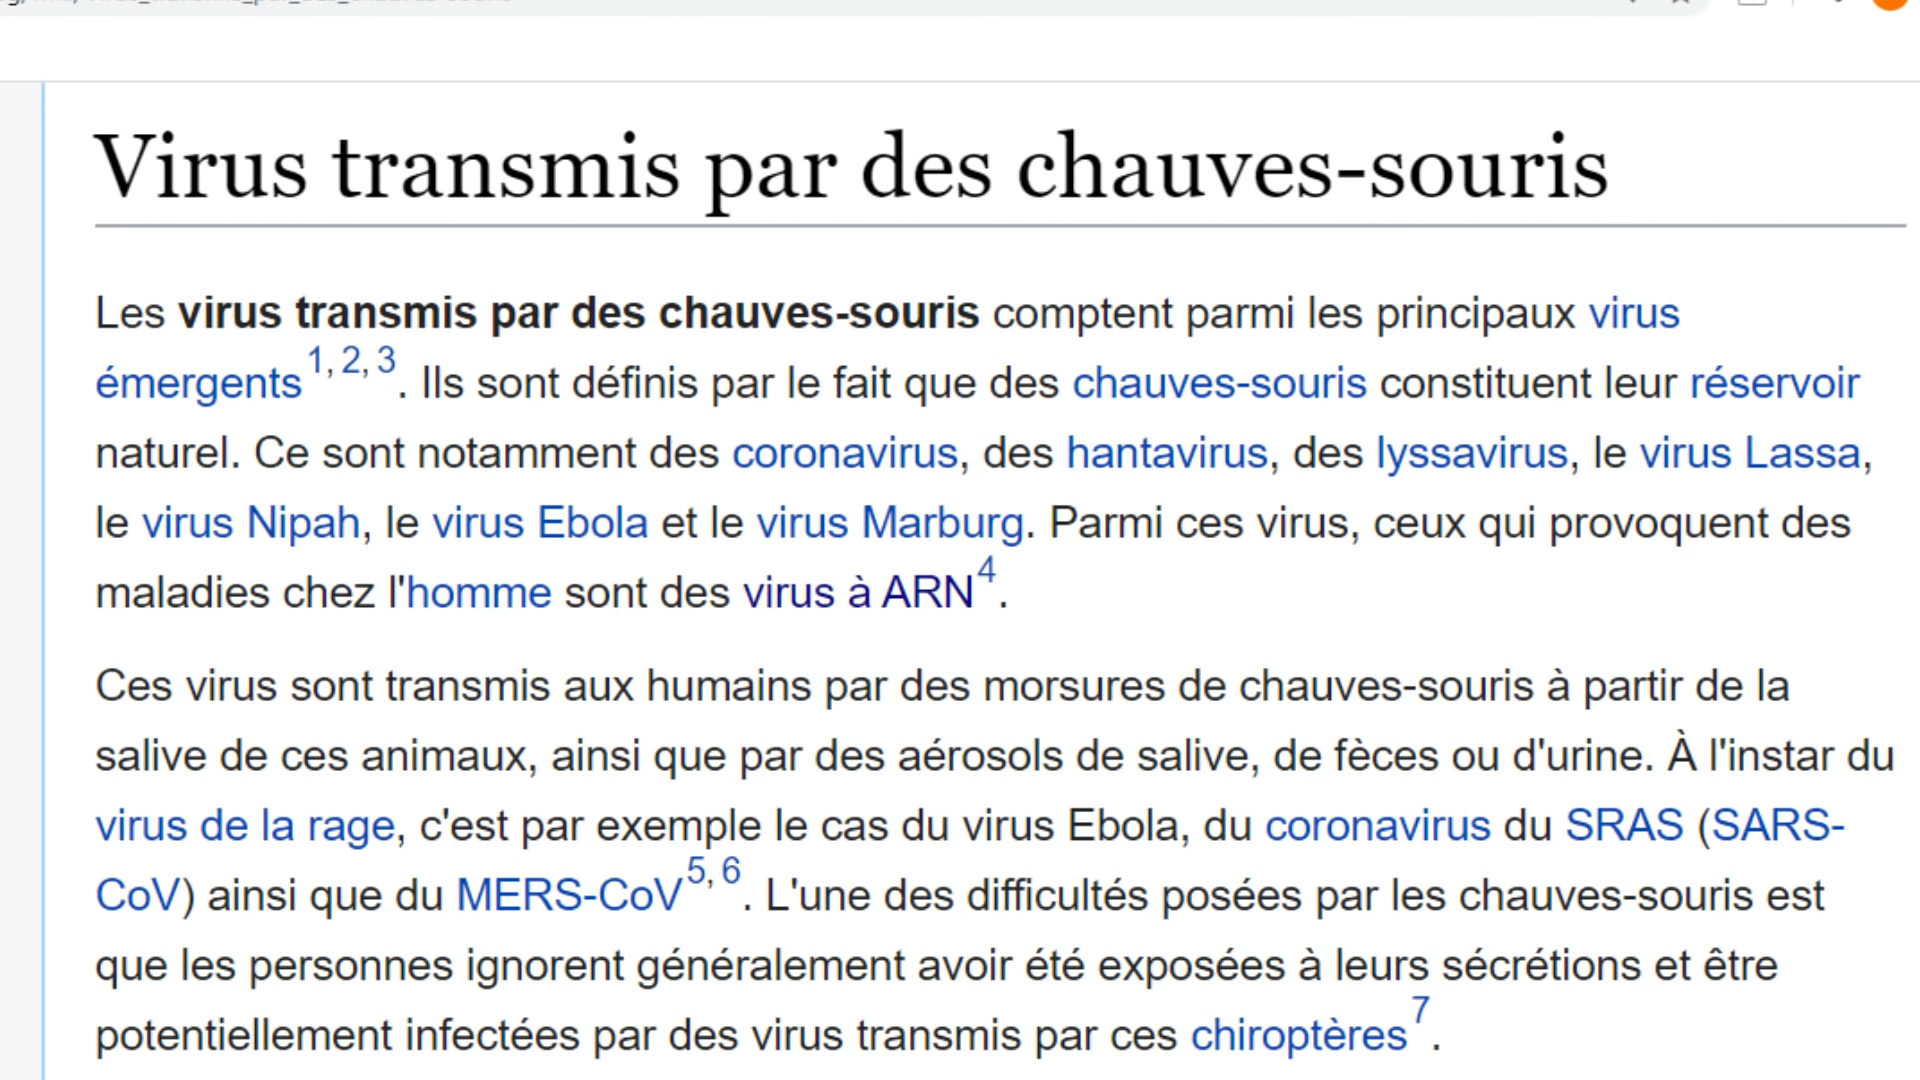 Virus transmis par des chauves-souris
Les virus transmis par des chauves-souris comptent parmi les principaux virus
émergents1, 2, 3. Ils sont définis par le fait que des chauves-souris constituent leur réservoir
naturel. Ce sont notamment des coronavirus, des hantavirus, des lyssavirus, le virus Lassa,
le virus Nipah, le virus Ebola et le virus Marburg. Parmi ces virus, ceux qui provoquent des
maladies chez l'homme sont des virus à ARN4.
Ces virus sont transmis aux humains par des morsures de chauves-souris à partir de la
salive de ces animaux, ainsi que par des aérosols de salive, de fèces ou d'urine. À l'instar du
virus de la rage, c'est par exemple le cas du virus Ebola, du coronavirus du SRAS (SARS-
CoV) ainsi que du MERS-CoV5, 6. L'une des difficultés posées par les chauves-souris est
que les personnes ignorent généralement avoir été exposées à leurs sécrétions et être
potentiellement infectées par des virus transmis par ces chiroptères7.